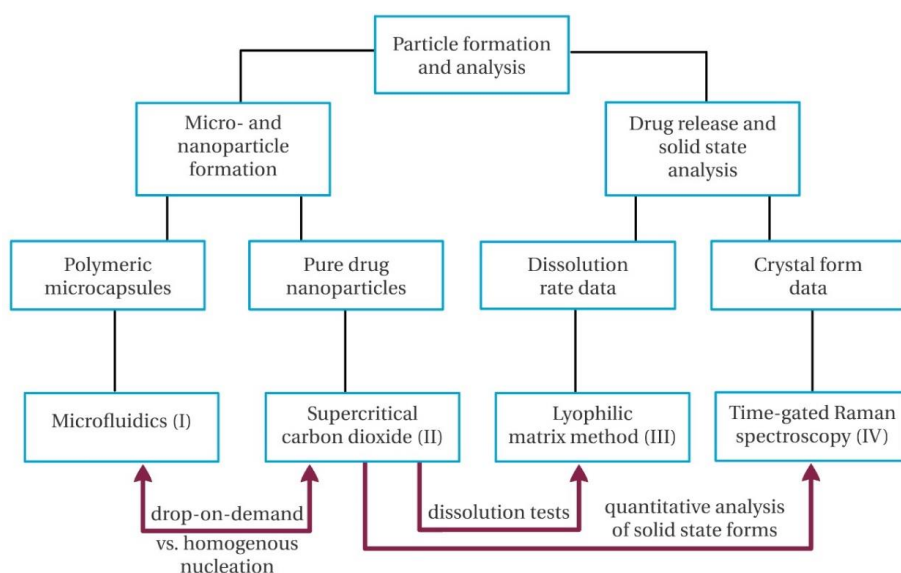 Particle formation
and analysis
Micro- and
nanoparticle
formation
Drug release and
solid state
analysis
Polymeric
microcapsules
Pure drug
nanoparticles
Dissolution
rate data
Crystal form
data
Microfluidics (I)
Supercritical
carbon dioxide (II)
Lyophilic
matrix method (III)
Time-gated Raman
spectroscopy (IV)
drop-on-demand
vs. homogenous
nucleation
dissolution tests
quantitative analysis
of solid state forms